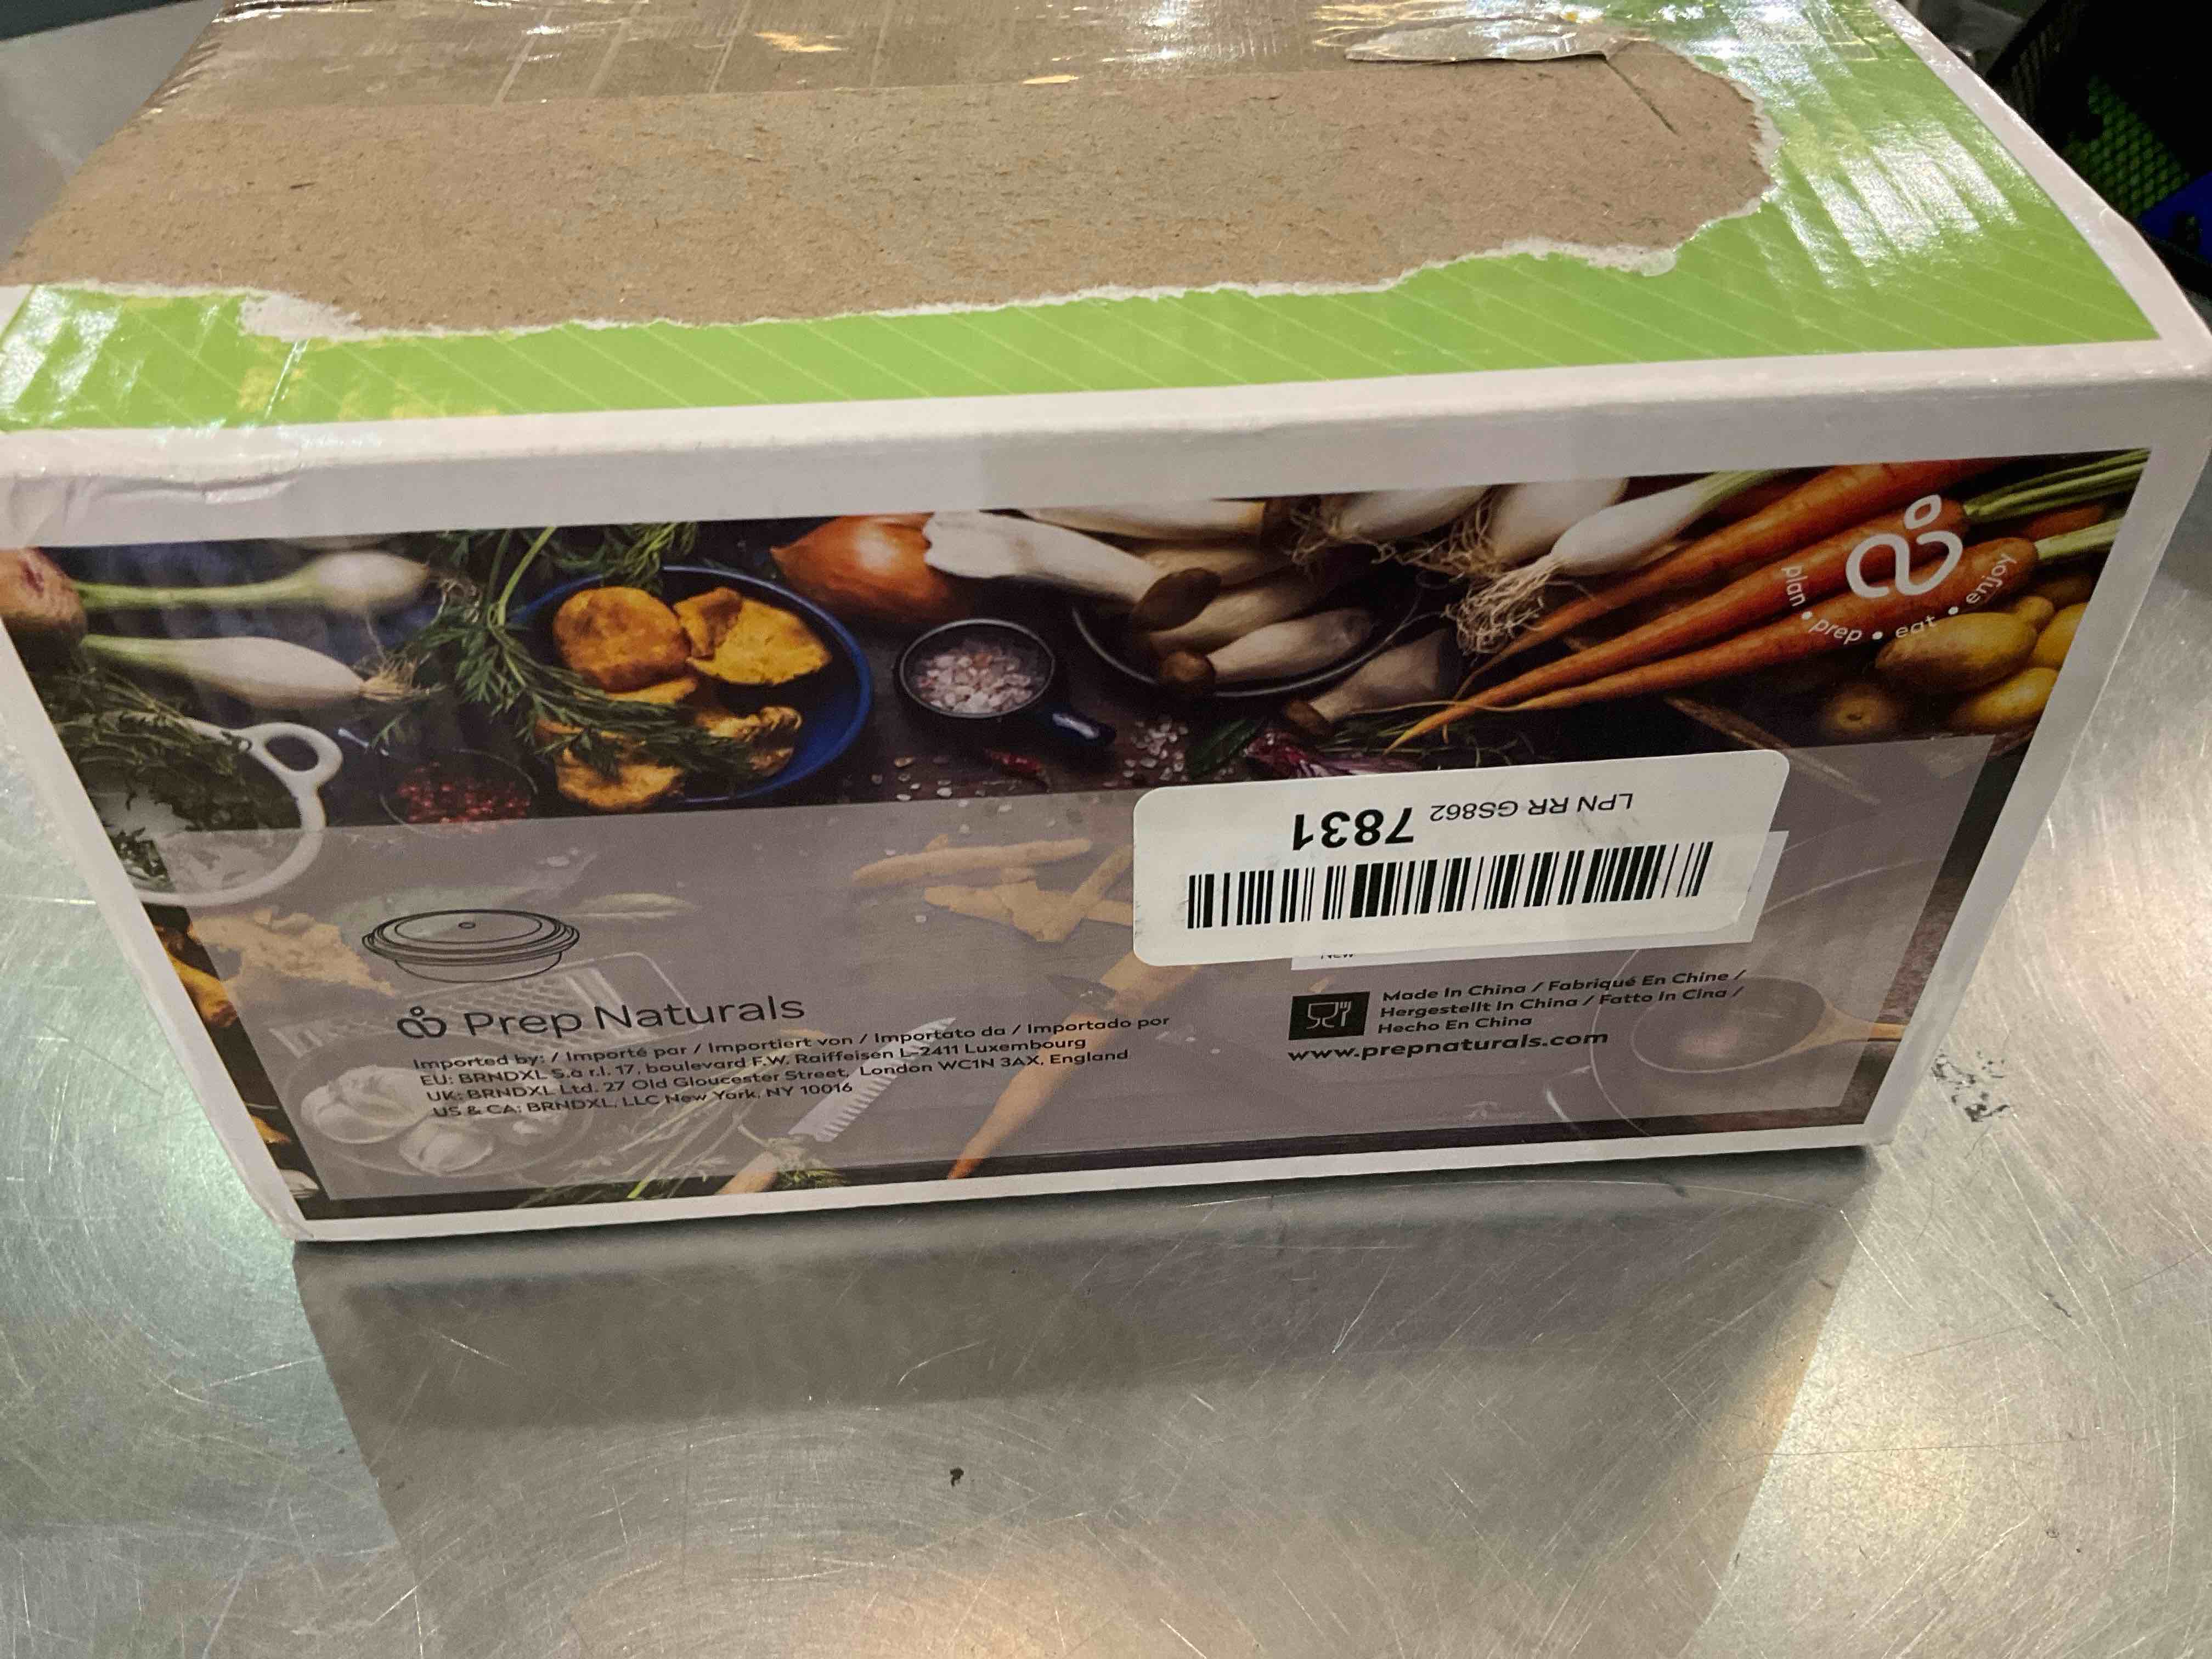 plan • prep • eat • enjoy
LPN RR GS862 7831
New
Prep Naturals
Imported by: / Importé par / Importiert von / Importato da / Importado por
EU: BRNDXL S.à r.l. 17, boulevard F.W. Raiffeisen L-2411 Luxembourg
UK: BRNDXL Ltd. 27 Old Gloucester Street, London WC1N 3AX, England
US & CA: BRNDXL, LLC New York, NY 10016
Made In China / Fabriqué En Chine /
Hergestellt In China / Fatto In Cina /
Hecho En China
www.prepnaturals.com